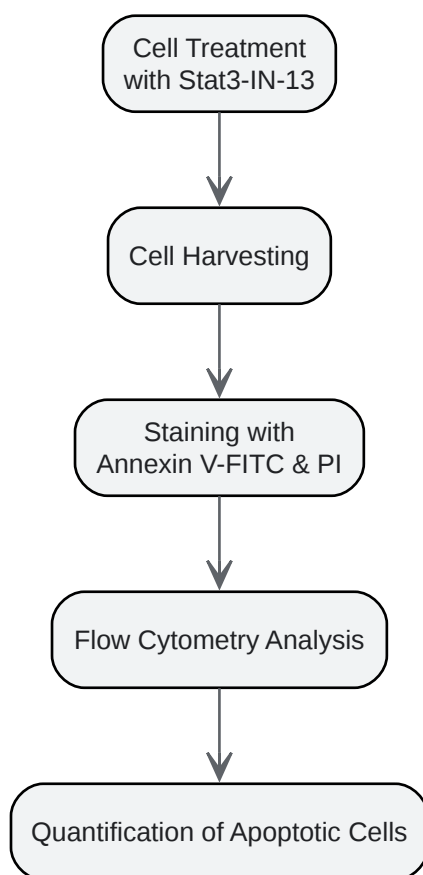 Cell Treatment
with Stat3-IN-13
Cell Harvesting
Staining with
Annexin V-FITC & PI
Flow Cytometry Analysis
Quantification of Apoptotic Cells